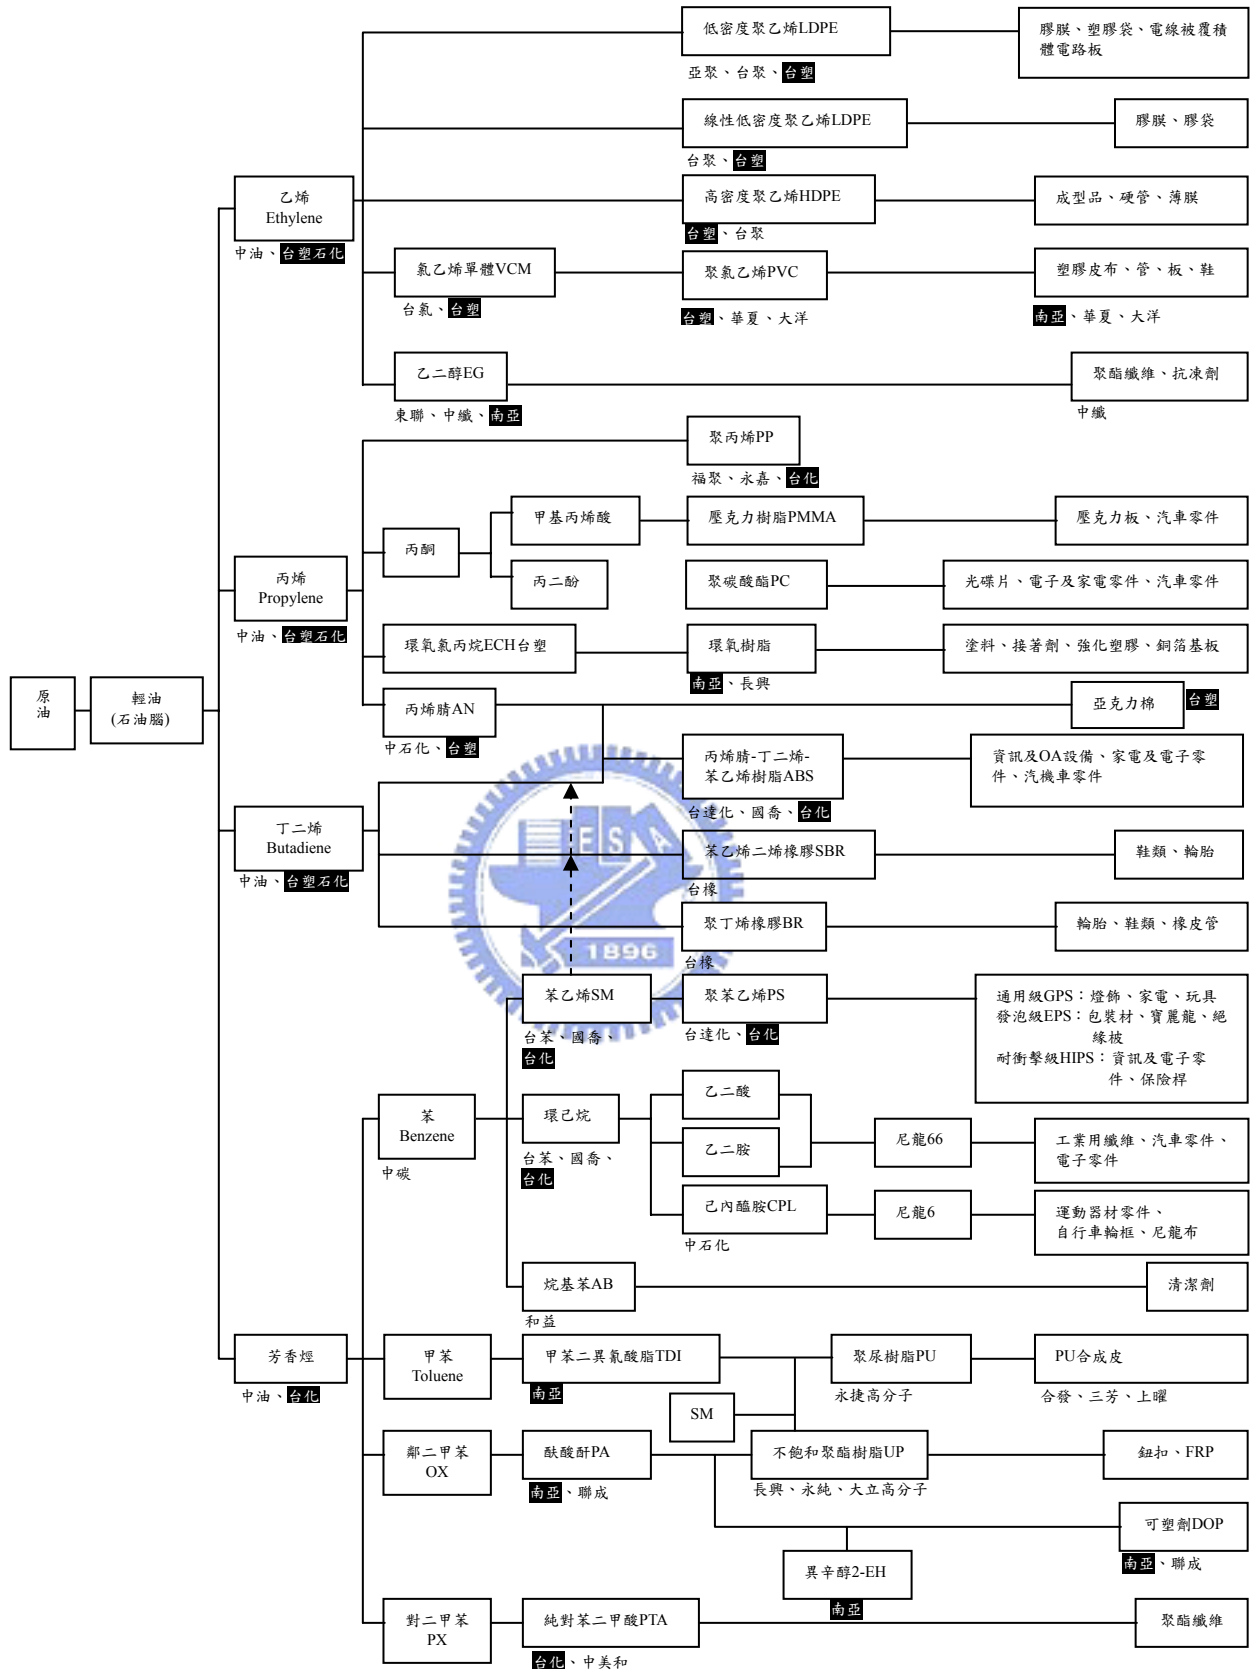 低密度聚乙烯LDPE
膠膜、塑膠袋、電線被覆積
體電路板
亞聚、台聚、台塑
線性低密度聚乙烯LDPE
膠膜、膠袋
台聚、台塑
乙烯
Ethylene
高密度聚乙烯HDPE
成型品、硬管、薄膜
台塑、台聚
中油、台塑石化
氯乙烯單體VCM
聚氯乙烯PVC
塑膠皮布、管、板、鞋
台氯、台塑
台塑、華夏、大洋
南亞、華夏、大洋
乙二醇EG
聚酯纖維、抗凍劑
東聯、中纖、南亞
中纖
聚丙烯PP
福聚、永嘉、台化
甲基丙烯酸
壓克力樹脂PMMA
壓克力板、汽車零件
丙酮
丙烯
Propylene
丙二酚
聚碳酸酯PC
光碟片、電子及家電零件、汽車零件
中油、台塑石化
環氧氯丙烷ECH台塑
環氧樹脂
塗料、接著劑、強化塑膠、銅箔基板
南亞、長興
原
油
輕油
(石油腦)
丙烯腈AN
亞克力棉
台塑
中石化、台塑
丙烯腈-丁二烯-
苯乙烯樹脂ABS
資訊及OA設備、家電及電子零
件、汽機車零件
台達化、國喬、台化
丁二烯
Butadiene
ESA
苯乙烯二烯橡膠SBR
鞋類、輪胎
中油、台塑石化
台橡
聚丁烯橡膠BR
輪胎、鞋類、橡皮管
1896
台橡
苯乙烯SM
聚苯乙烯PS
通用級GPS：燈飾、家電、玩具
發泡級EPS：包裝材、寶麗龍、絕
緣被
耐衝擊級HIPS：資訊及電子零
件、保險桿
台苯、國喬、
台化
台達化、台化
乙二酸
苯
Benzene
環己烷
乙二胺
尼龍66
工業用纖維、汽車零件、
電子零件
中碳
台苯、國喬、
台化
己內醯胺CPL
尼龍6
運動器材零件、
自行車輪框、尼龍布
中石化
烷基苯AB
清潔劑
和益
芳香烴
甲苯
Toluene
甲苯二異氰酸脂TDI
聚尿樹脂PU
PU合成皮
中油、台化
南亞
永捷高分子
合發、三芳、上曜
SM
鄰二甲苯
OX
酞酸酐PA
不飽和聚酯樹脂UP
鈕扣、FRP
南亞、聯成
長興、永純、大立高分子
可塑劑DOP
南亞、聯成
異辛醇2-EH
南亞
對二甲苯
PX
純對苯二甲酸PTA
聚酯纖維
台化、中美和